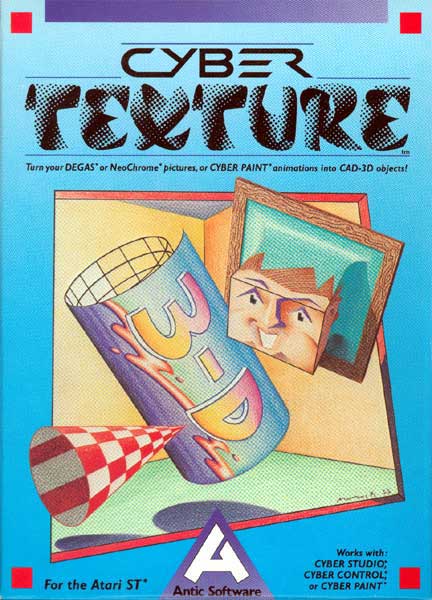 CYBER
TEXTURE
TM
Turn your DEGAS* or NeoChrome* pictures, or CYBER PAINT* animations into CAD-3D objects!
3-D
A
For the Atari ST*
Antic Software
Works with:
CYBER STUDIO,*
CYBER CONTROL,*
or CYBER PAINT*